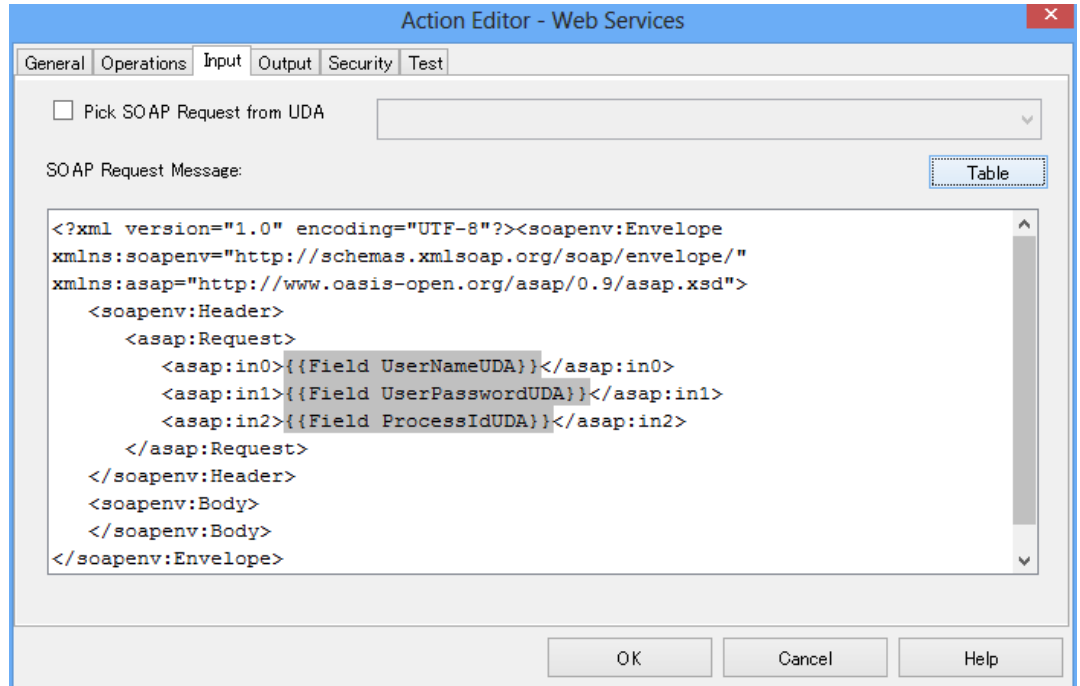 Action Editor - Web Services
General Operations Input Output Security Test
Pick SOAP Request from UDA
SOAP Request Message:
Table
<?xml version="1.0" encoding="UTF-8"?><soapenv:Envelope
xmlns:soapenv="http://schemas.xmlsoap.org/soap/envelope/"
xmlns:asap="http://www.oasis-open.org/asap/0.9/asap.xsd">
   <soapenv:Header>
      <asap:Request>
         <asap:in0>{{Field UserNameUDA}}</asap:in0>
         <asap:in1>{{Field UserPasswordUDA}}</asap:in1>
         <asap:in2>{{Field ProcessIdUDA}}</asap:in2>
      </asap:Request>
   </soapenv:Header>
   <soapenv:Body>
   </soapenv:Body>
</soapenv:Envelope>
OK Cancel Help